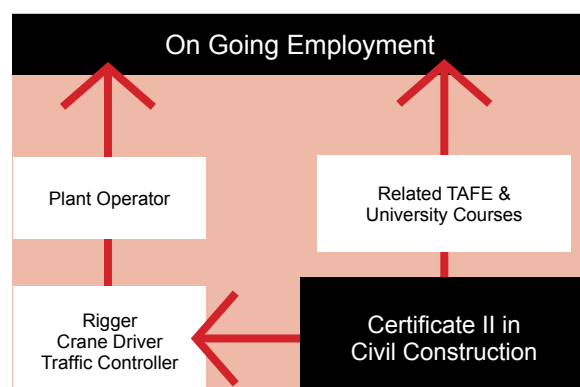 On Going Employment
Plant Operator
Related TAFE &
University Courses
Rigger
Crane Driver
Traffic Controller
Certificate II in
Civil Construction